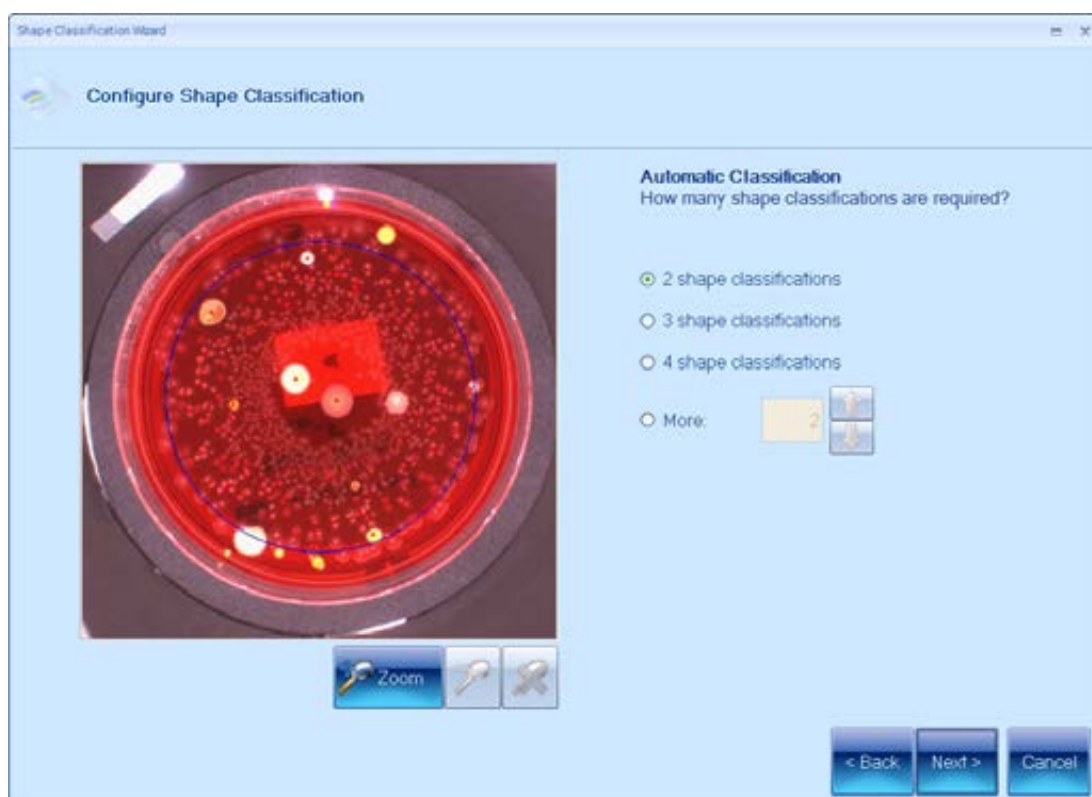 Shape Classification Wizard
Configure Shape Classification
Automatic Classification
How many shape classifications are required?
2 shape classifications
3 shape classifications
4 shape classifications
More:
2
Zoom
< Back
Next >
Cancel